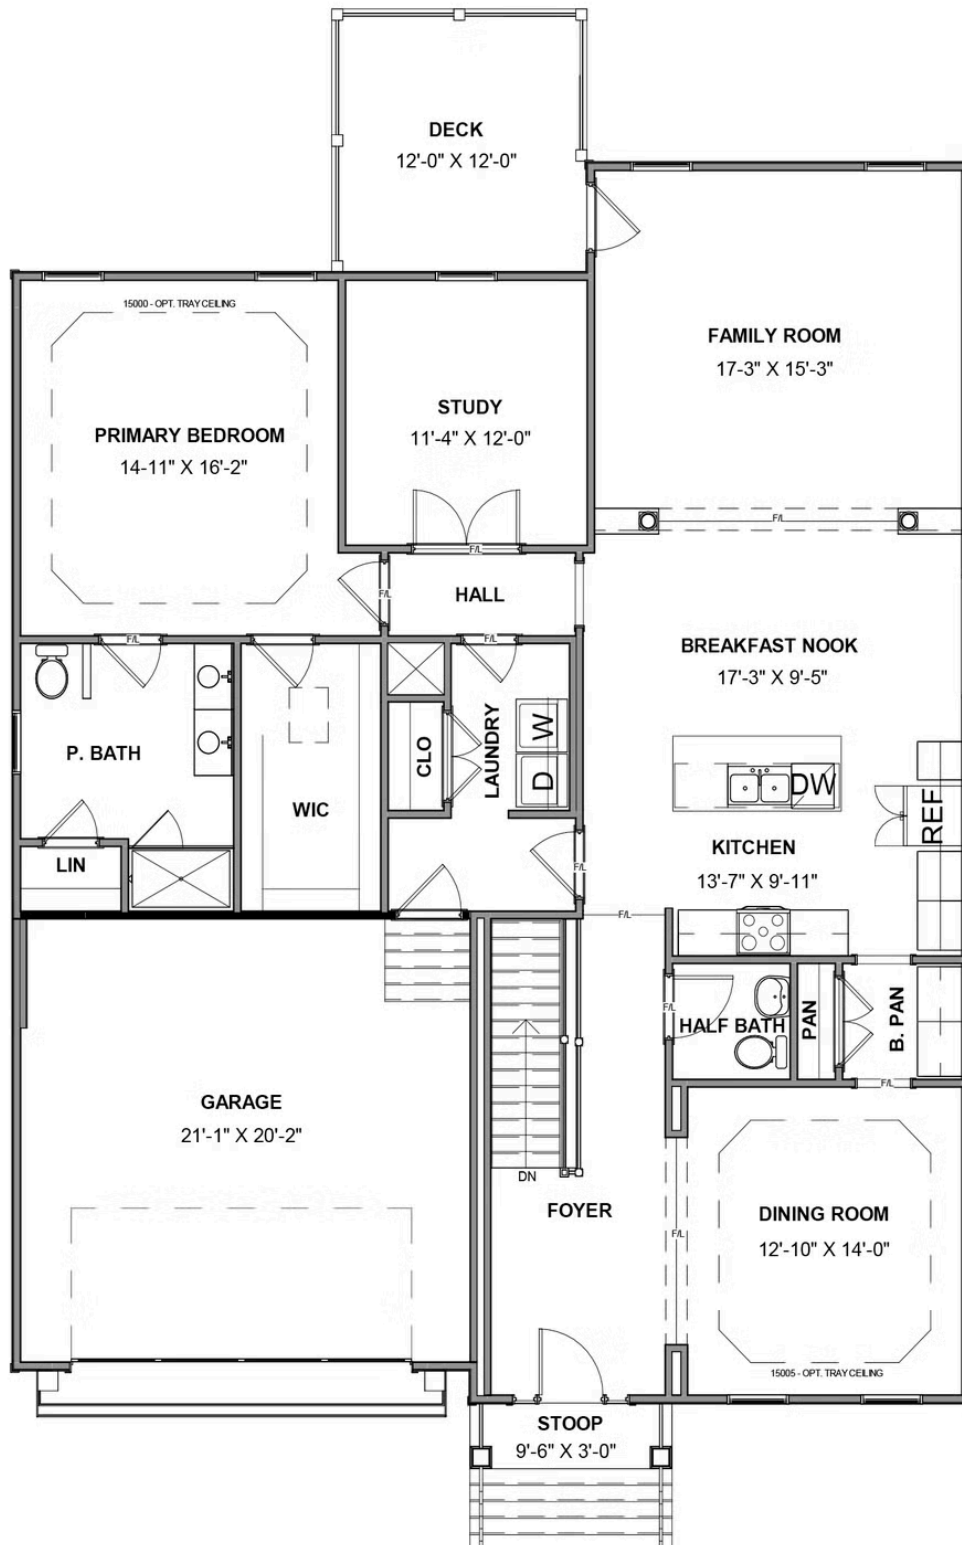 DECK
12'-0" X 12'-0"
15000 - OPT. TRAY CEILING
FAMILY ROOM
17-3" X 15'-3"
STUDY
11'-4" X 12'-0"
PRIMARY BEDROOM
14-11" X 16'-2"
F/L
F/L
HALL
F/L
F/L
F/L
BREAKFAST NOOK
17'-3" X 9'-5"
P. BATH
CLO
LAUNDRY
W
D
DW
REF
WIC
KITCHEN
13'-7" X 9'-11"
LIN
F/L
F/L
F/L
HALF BATH
PAN
B. PAN
F/L
GARAGE
21'-1" X 20'-2"
DN
FOYER
F/L
DINING ROOM
12'-10" X 14'-0"
15005 - OPT. TRAY CEILING
STOOP
9'-6" X 3'-0"